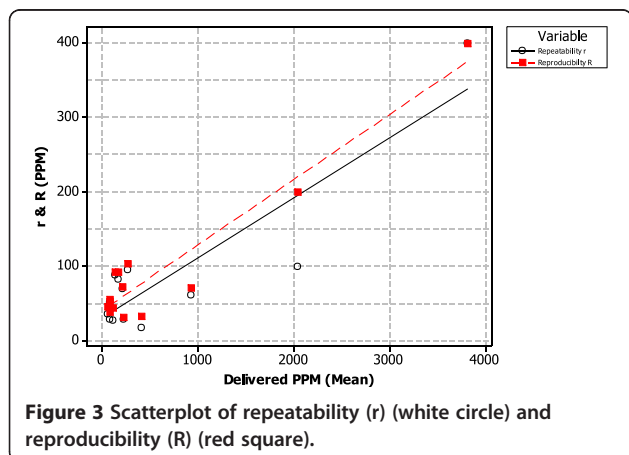 Variable
Repeatability r
Reproducibilty R
400
300
200
100
0
r & R (PPM)
0 1000 2000 3000 4000
Delivered PPM (Mean)
Figure 3 Scatterplot of repeatability (r) (white circle) and
reproducibility (R) (red square).